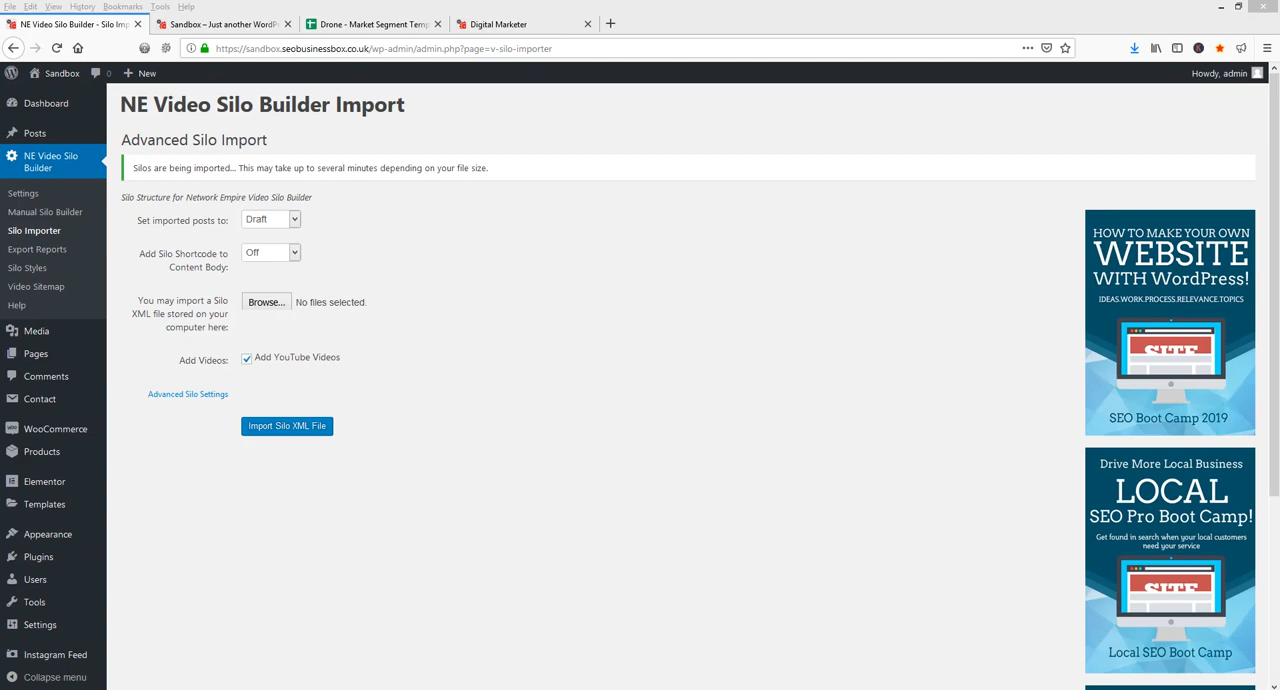 File Edit View History Bookmarks Tools Help
NE Video Silo Builder - Silo Imp
Sandbox – Just another WordPr
Drone - Market Segment Temp
Digital Marketer
https://sandbox.seobusinessbox.co.uk/wp-admin/admin.php?page=v-silo-importer
Sandbox 0 New
Howdy, admin
Dashboard
Posts
NE Video Silo
Builder
Settings
Manual Silo Builder
Silo Importer
Export Reports
Silo Styles
Video Sitemap
Help
Media
Pages
Comments
Contact
WooCommerce
Products
Elementor
Templates
Appearance
Plugins
Users
Tools
Settings
Instagram Feed
Collapse menu
NE Video Silo Builder Import
Advanced Silo Import
Silos are being imported... This may take up to several minutes depending on your file size.
Silo Structure for Network Empire Video Silo Builder
Set imported posts to: Draft
Add Silo Shortcode to Off
Content Body:
You may import a Silo Browse... No files selected.
XML file stored on your
computer here:
Add Videos: Add YouTube Videos
Advanced Silo Settings
Import Silo XML File
HOW TO MAKE YOUR OWN
WEBSITE
WITH WordPress!
IDEAS.WORK.PROCESS.RELEVANCE.TOPICS
SITE
SEO Boot Camp 2019
Drive More Local Business
LOCAL
SEO Pro Boot Camp!
Get found in search when your local customers
need your service
SITE
Local SEO Boot Camp